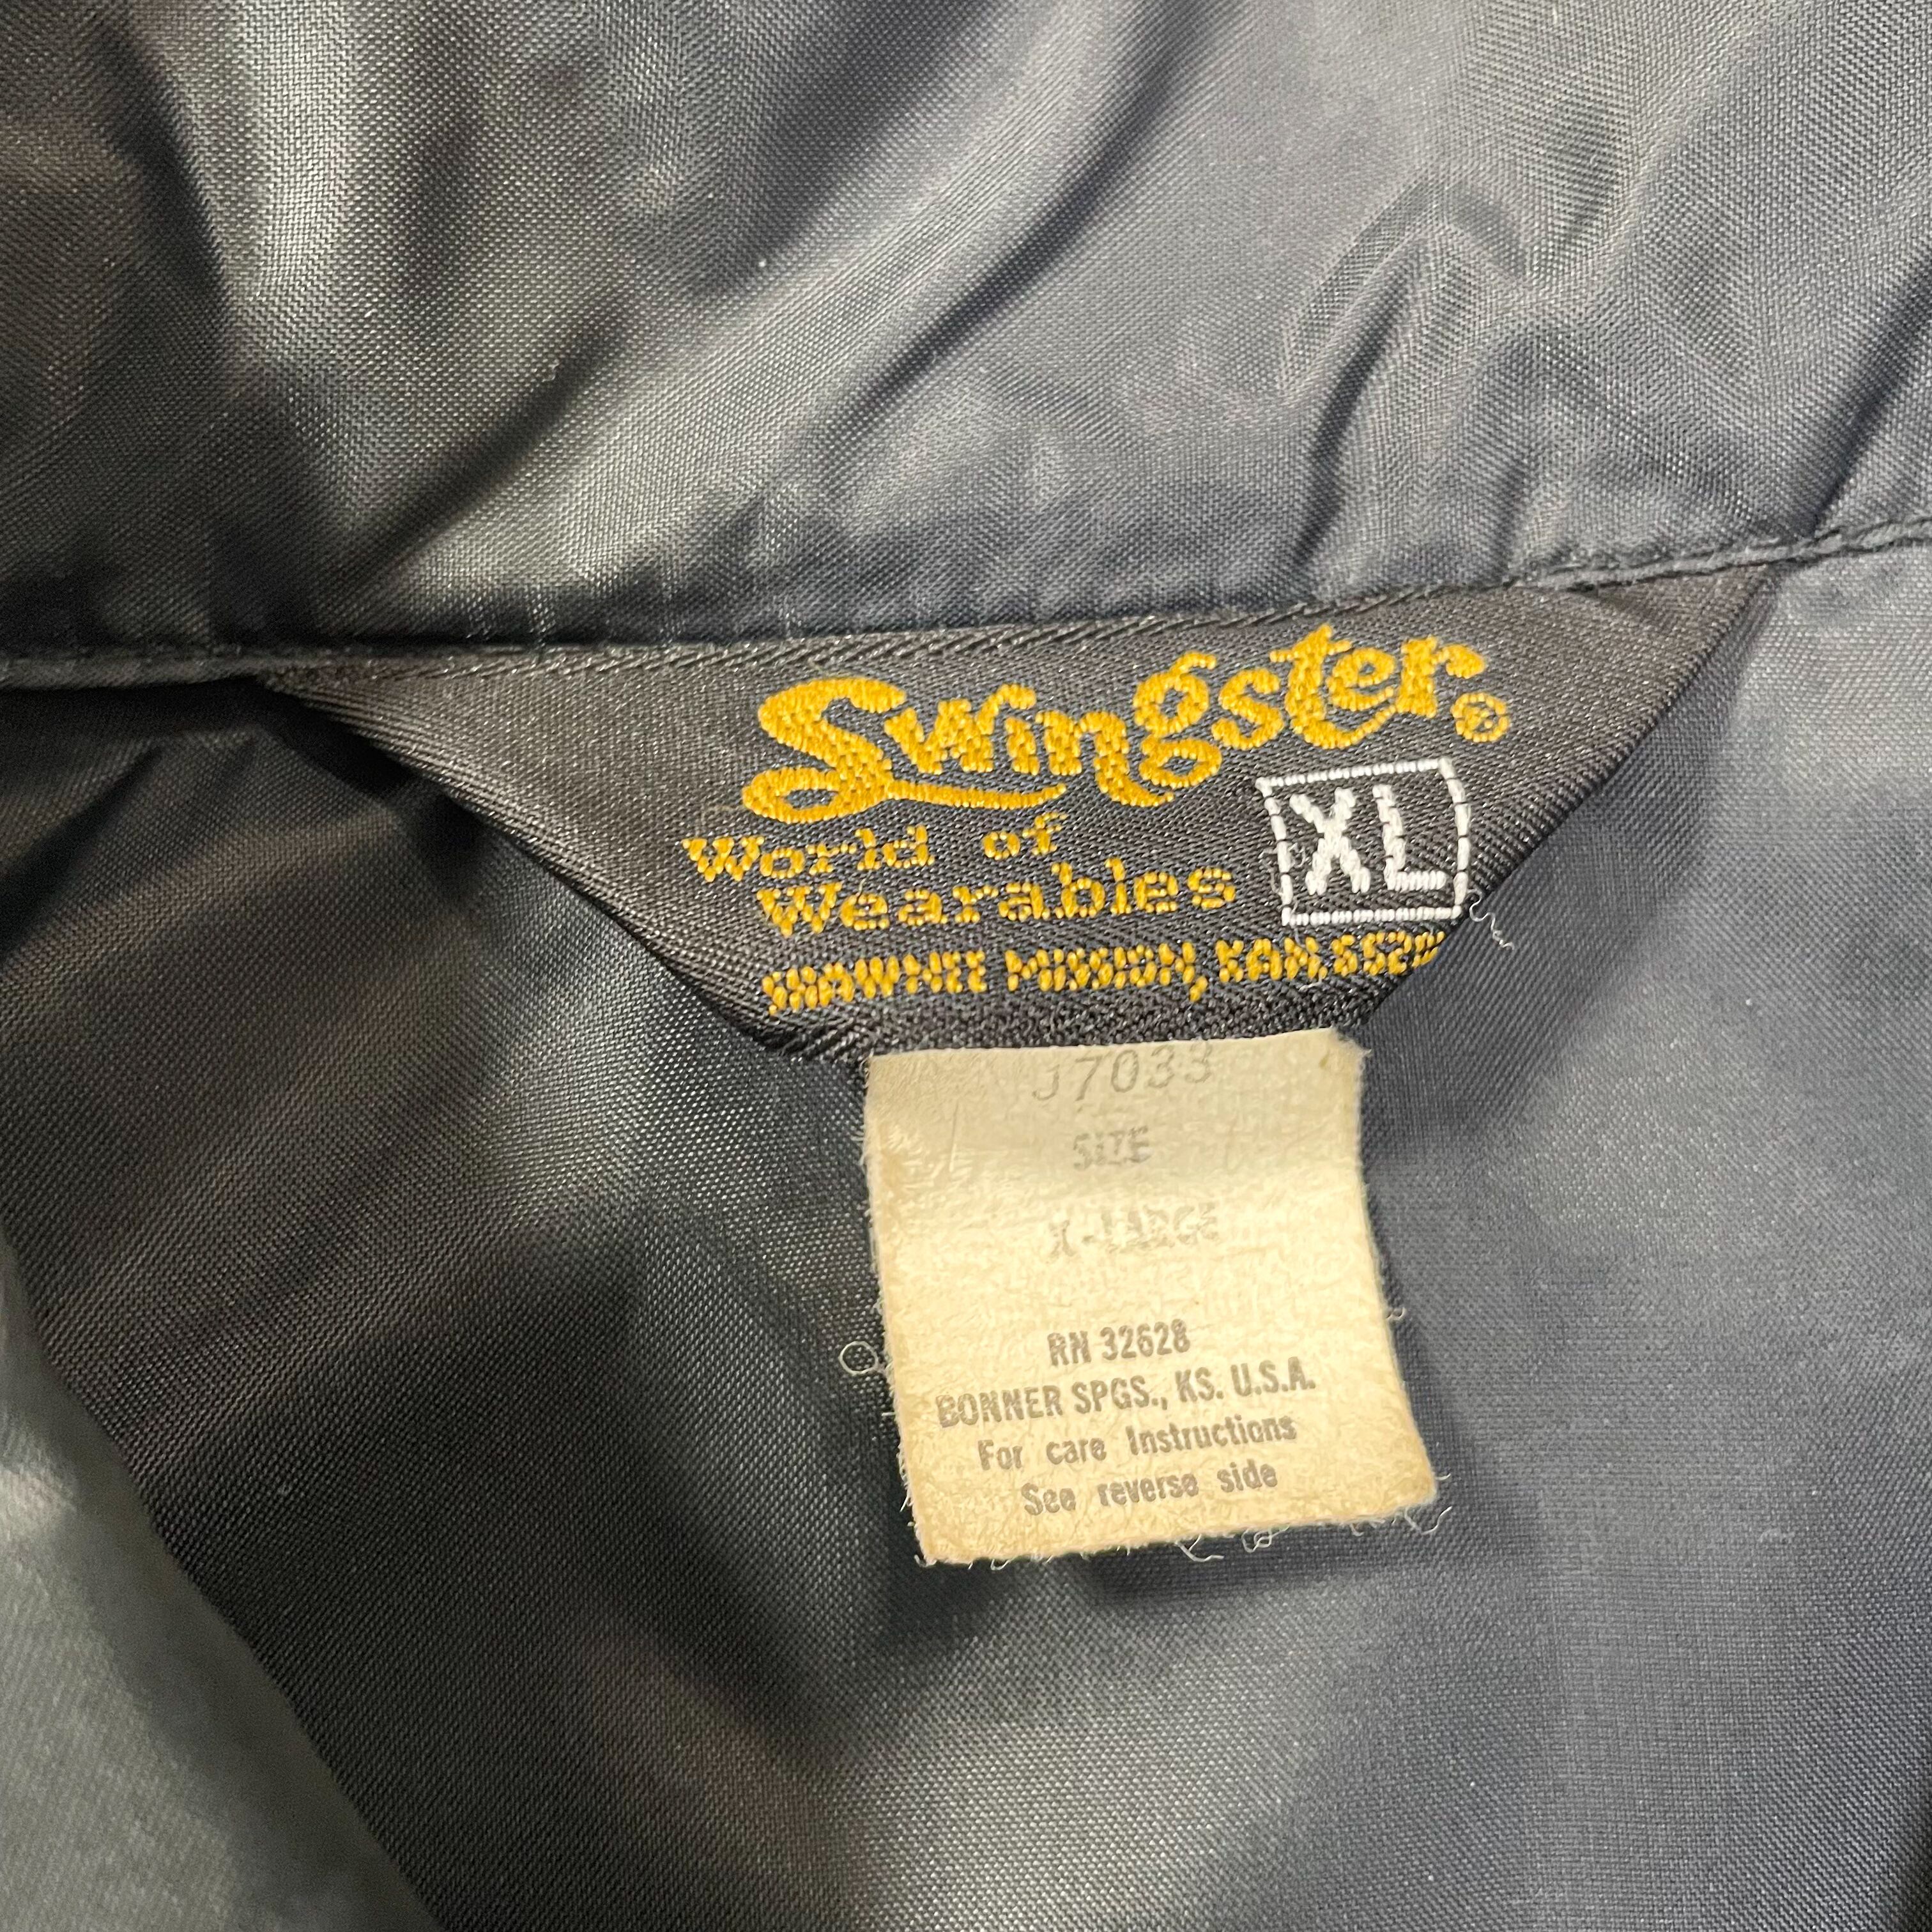 Swingster®
XL
World of
Wearables
SHAWNEE MISSION, KAN.
J7033
SIZE
X-LARGE
RN 32628
BONNER SPGS., KS. U.S.A.
For care Instructions
See reverse side